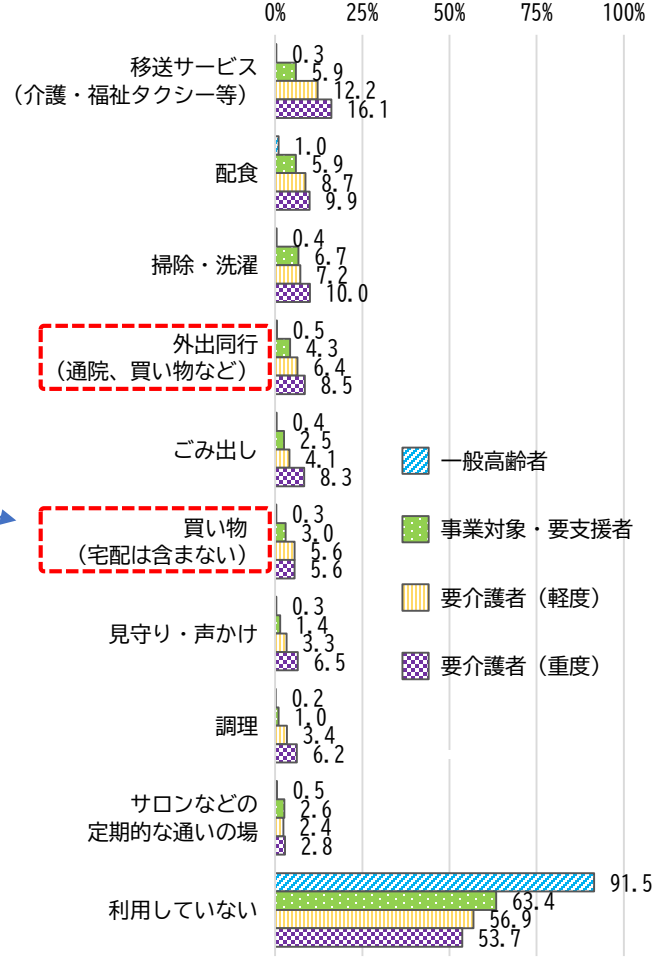 0% 25% 50% 75% 100%
移送サービス
（介護・福祉タクシー等）
0.3
5.9
12.2
16.1
配食
1.0
5.9
8.7
9.9
掃除・洗濯
0.4
6.7
7.2
10.0
外出同行
（通院、買い物など）
0.5
4.3
6.4
8.5
ごみ出し
0.4
2.5
4.1
8.3
買い物
（宅配は含まない）
0.3
3.0
5.6
5.6
見守り・声かけ
0.3
1.4
3.3
6.5
調理
0.2
1.0
3.4
6.2
サロンなどの
定期的な通いの場
0.5
2.6
2.4
2.8
利用していない
91.5
63.4
56.9
53.7
一般高齢者
事業対象・要支援者
要介護者（軽度）
要介護者（重度）